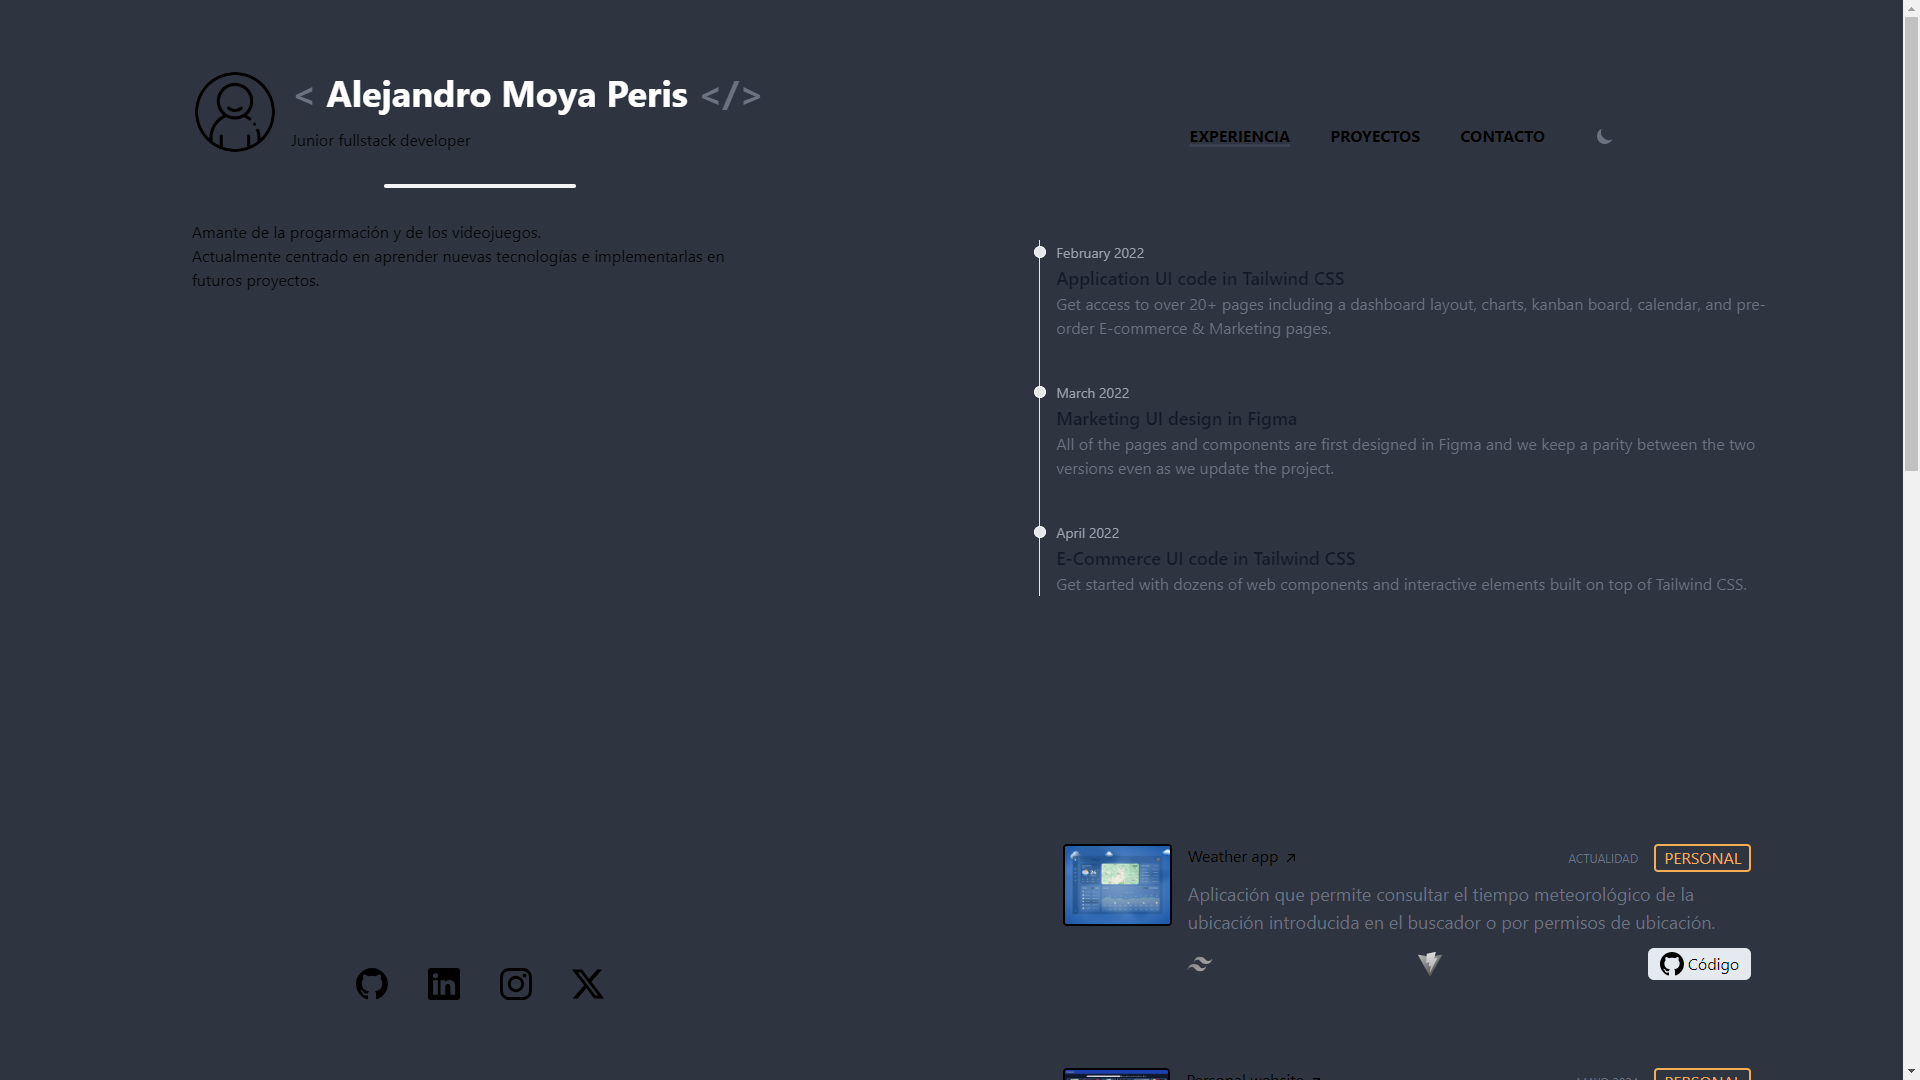 < Alejandro Moya Peris </>
Junior fullstack developer
EXPERIENCIA PROYECTOS CONTACTO
Amante de la progarmación y de los videojuegos.
Actualmente centrado en aprender nuevas tecnologías e implementarlas en
futuros proyectos.
February 2022
Application UI code in Tailwind CSS
Get access to over 20+ pages including a dashboard layout, charts, kanban board, calendar, and pre-
order E-commerce & Marketing pages.
March 2022
Marketing UI design in Figma
All of the pages and components are first designed in Figma and we keep a parity between the two
versions even as we update the project.
April 2022
E-Commerce UI code in Tailwind CSS
Get started with dozens of web components and interactive elements built on top of Tailwind CSS.
Weather app ↗ ACTUALIDAD PERSONAL
Aplicación que permite consultar el tiempo meteorológico de la
ubicación introducida en el buscador o por permisos de ubicación.
Código
Personal website ↗ PERSONAL